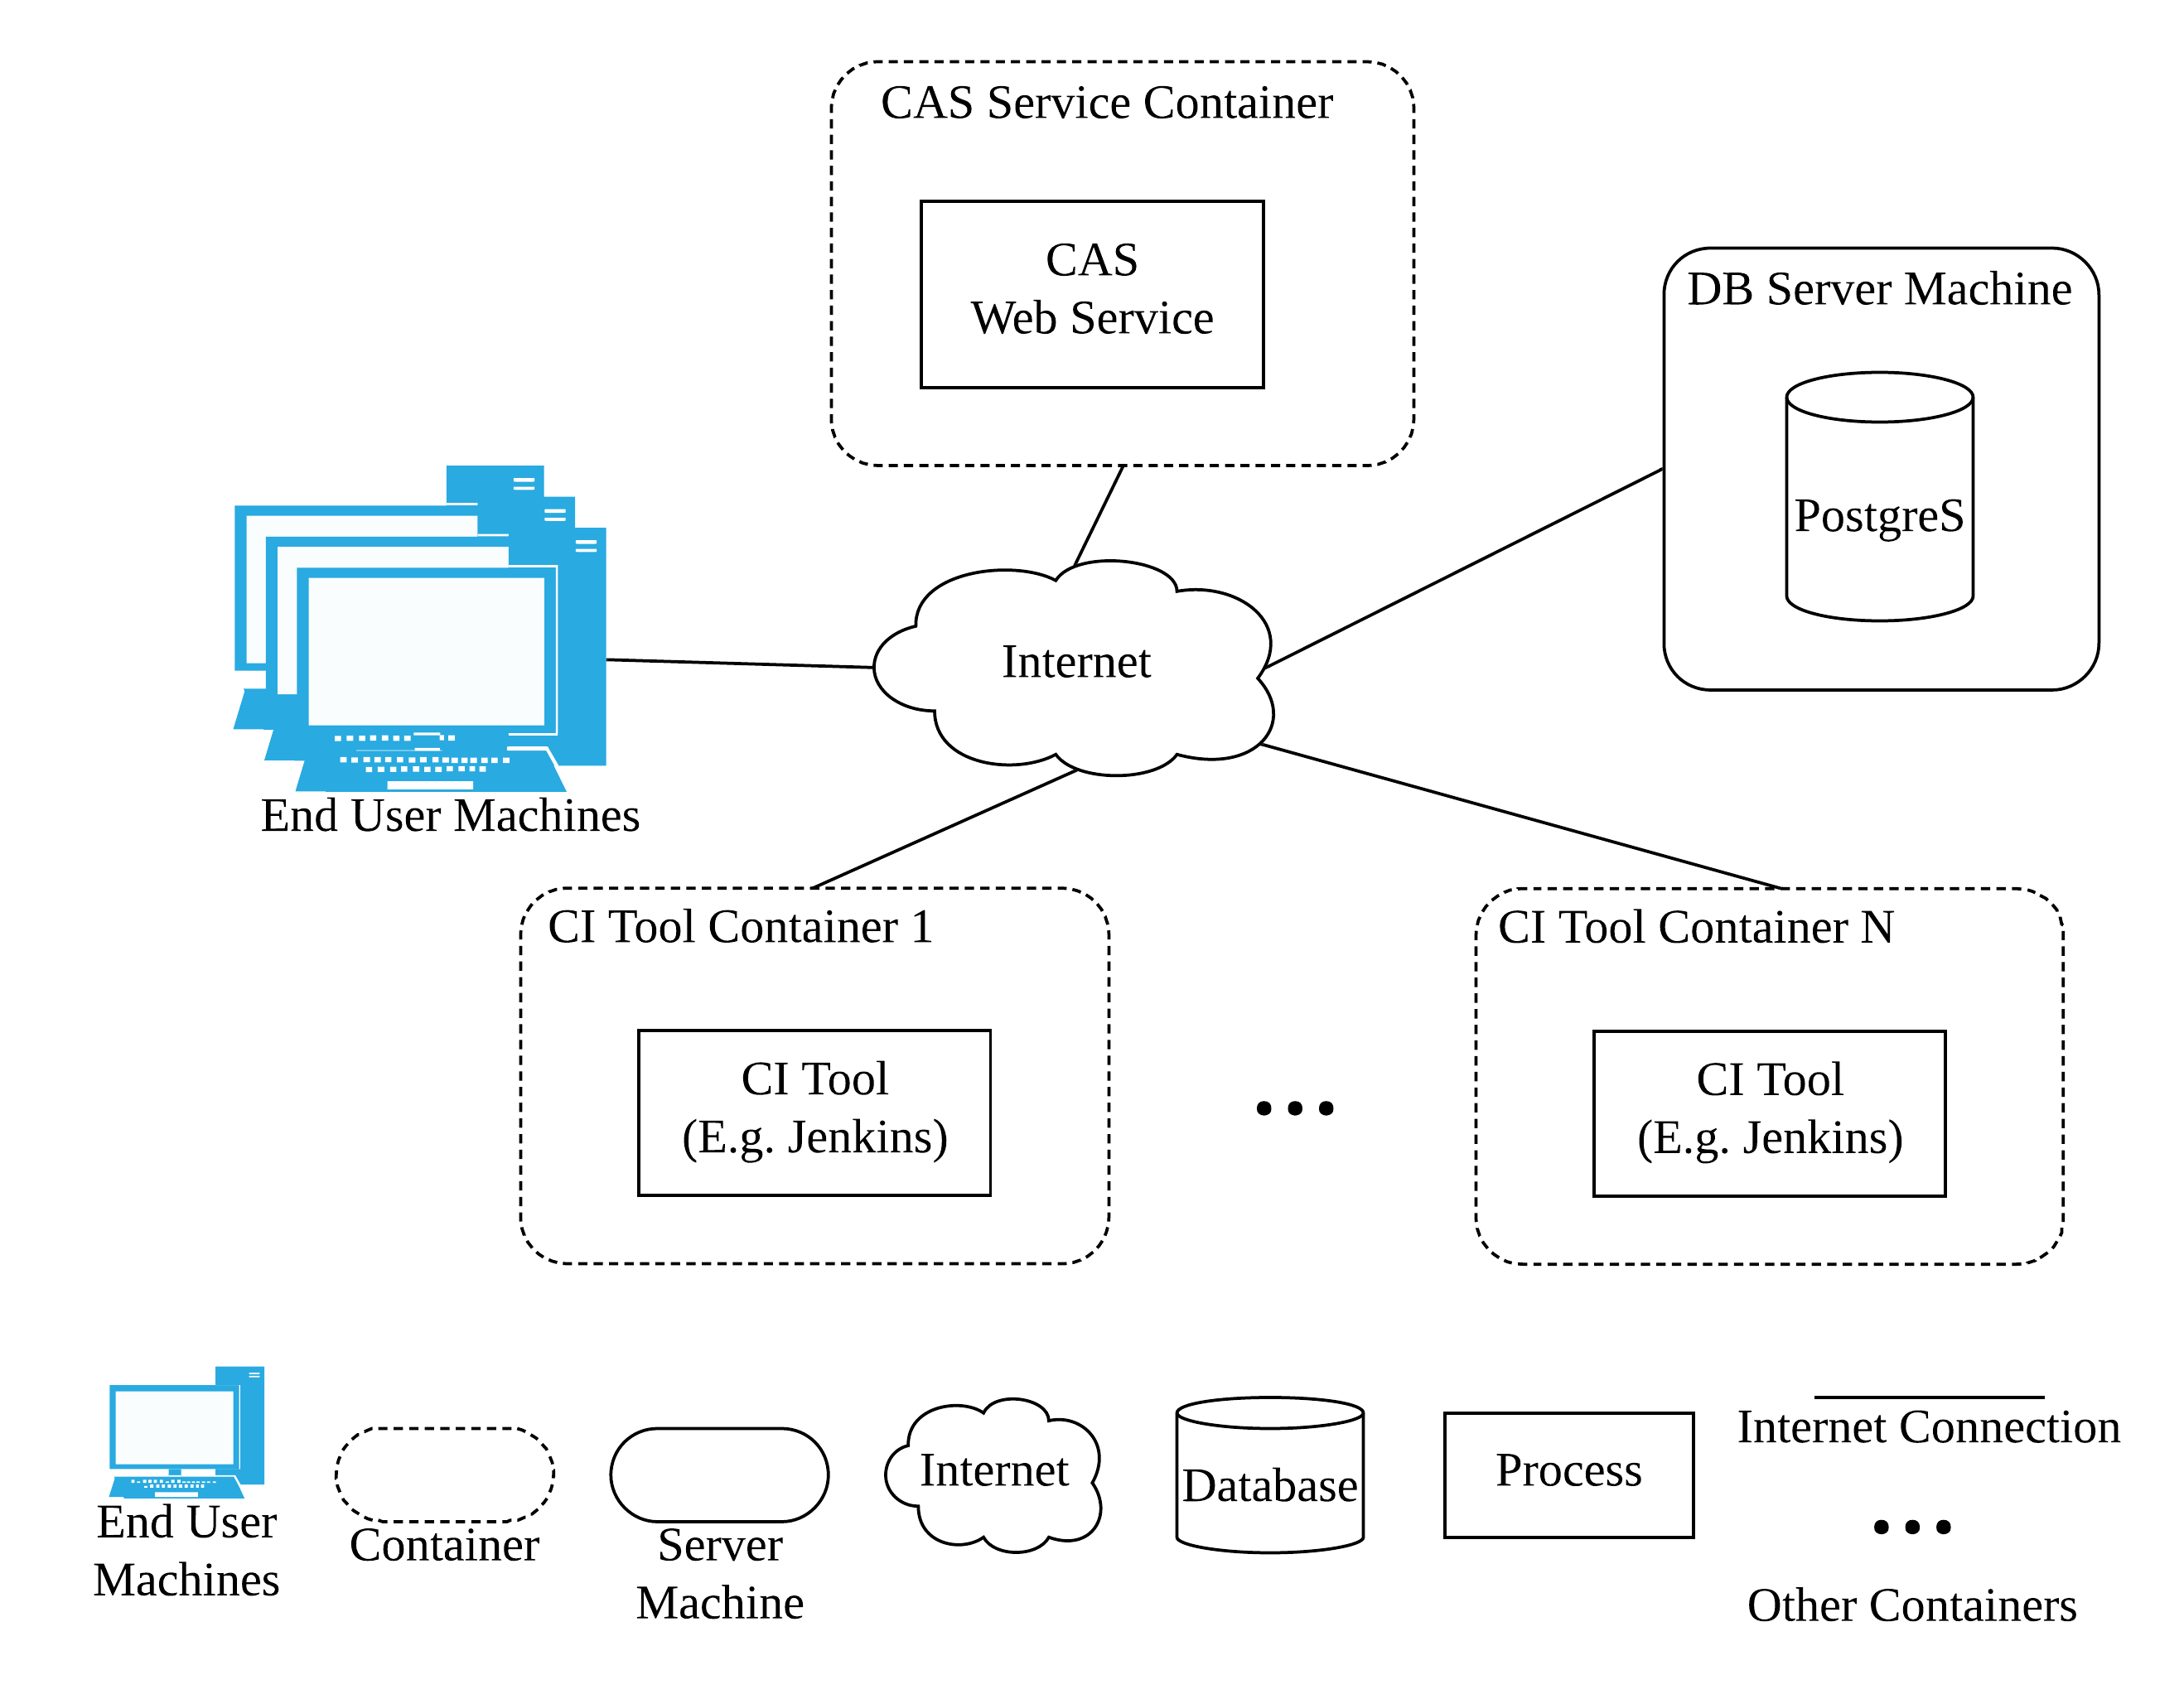 CAS Service Container
CAS
Web Service
DB Server Machine
PostgreS
Internet
End User Machines
CI Tool Container 1
CI Tool
(E.g. Jenkins)
CI Tool Container N
CI Tool
(E.g. Jenkins)
End User
Machines
Container
Server
Machine
Internet
Database
Process
Internet Connection
Other Containers